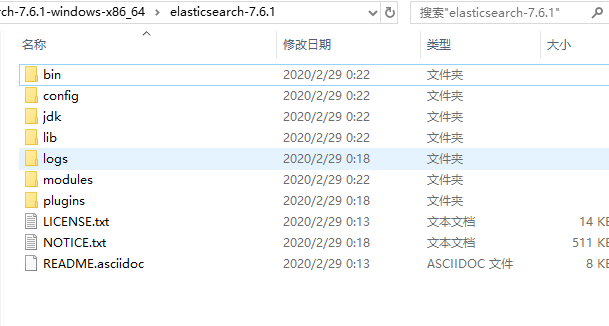 rch-7.6.1-windows-x86_64 > elasticsearch-7.6.1 搜索"elasticsearch-7.6.1"
名称 修改日期 类型 大小
bin 2020/2/29 0:22 文件夹
config 2020/2/29 0:22 文件夹
jdk 2020/2/29 0:22 文件夹
lib 2020/2/29 0:22 文件夹
logs 2020/2/29 0:18 文件夹
modules 2020/2/29 0:22 文件夹
plugins 2020/2/29 0:18 文件夹
LICENSE.txt 2020/2/29 0:13 文本文档 14 KB
NOTICE.txt 2020/2/29 0:18 文本文档 511 KB
README.asciidoc 2020/2/29 0:13 ASCIIDOC 文件 8 KB